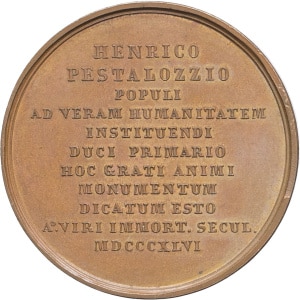 HENRICO
PESTALOZZIO
POPULI
AD VERAM HUMANITATEM
INSTITUENDI
DUCI PRIMARIO
HOC GRATI ANIMI
MONUMENTUM
DICATUM ESTO
Aº. VIRI IMMORT. SECUL.
MDCCCXLVI